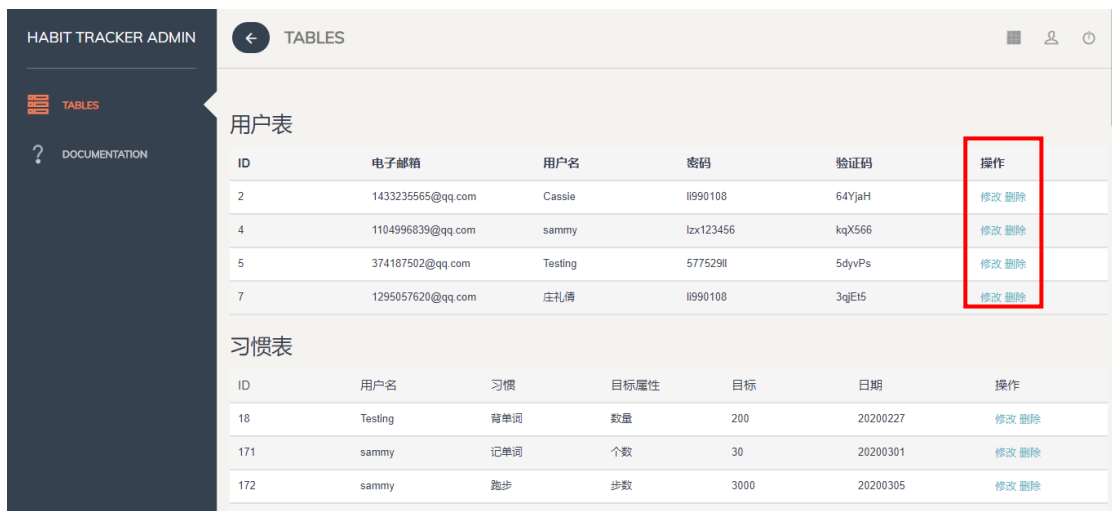 HABIT TRACKER ADMIN
TABLES
TABLES
DOCUMENTATION
用户表
ID 电子邮箱 用户名 密码 验证码 操作
2 1433235565@qq.com Cassie li990108 64YjaH 修改 删除
4 1104996839@qq.com sammy lzx123456 kqX566 修改 删除
5 374187502@qq.com Testing 577529ll 5dyvPs 修改 删除
7 1295057620@qq.com 庄礼倩 li990108 3qjEt5 修改 删除
习惯表
ID 用户名 习惯 目标属性 目标 日期 操作
18 Testing 背单词 数量 200 20200227 修改 删除
171 sammy 记单词 个数 30 20200301 修改 删除
172 sammy 跑步 步数 3000 20200305 修改 删除